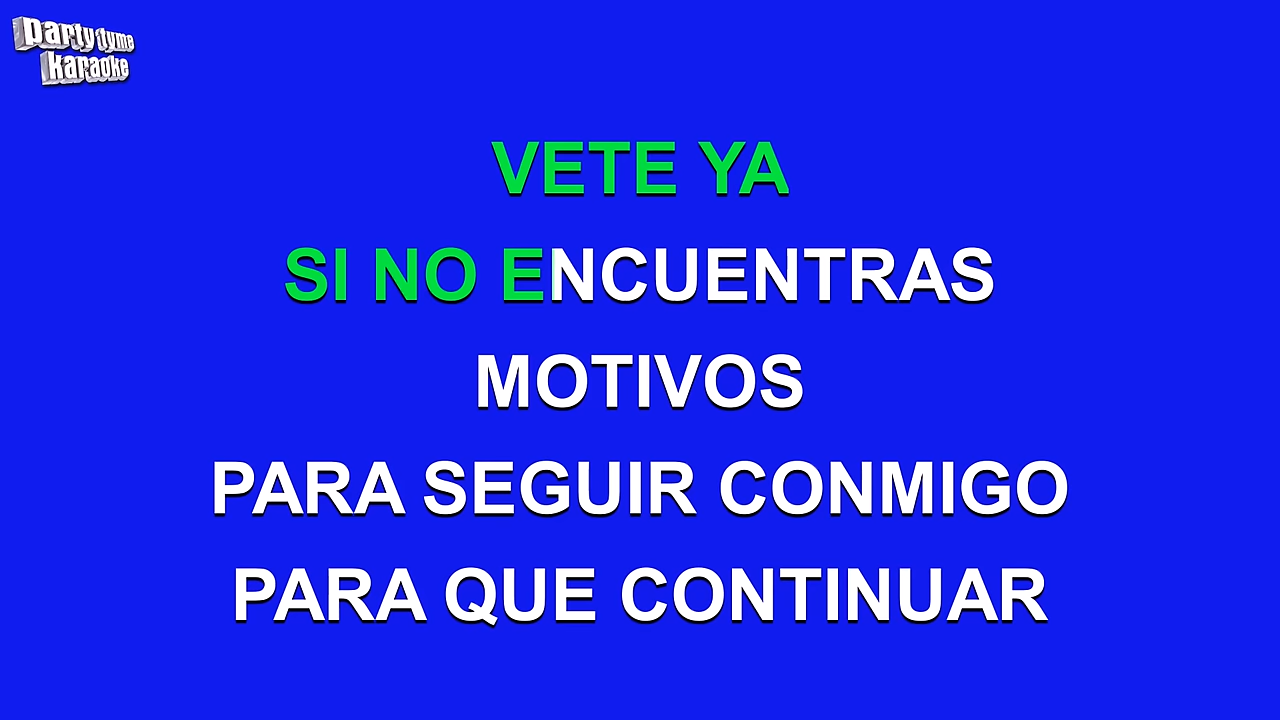 party tyme
karaoke
VETE YA
SI NO ENCUENTRAS
MOTIVOS
PARA SEGUIR CONMIGO
PARA QUE CONTINUAR